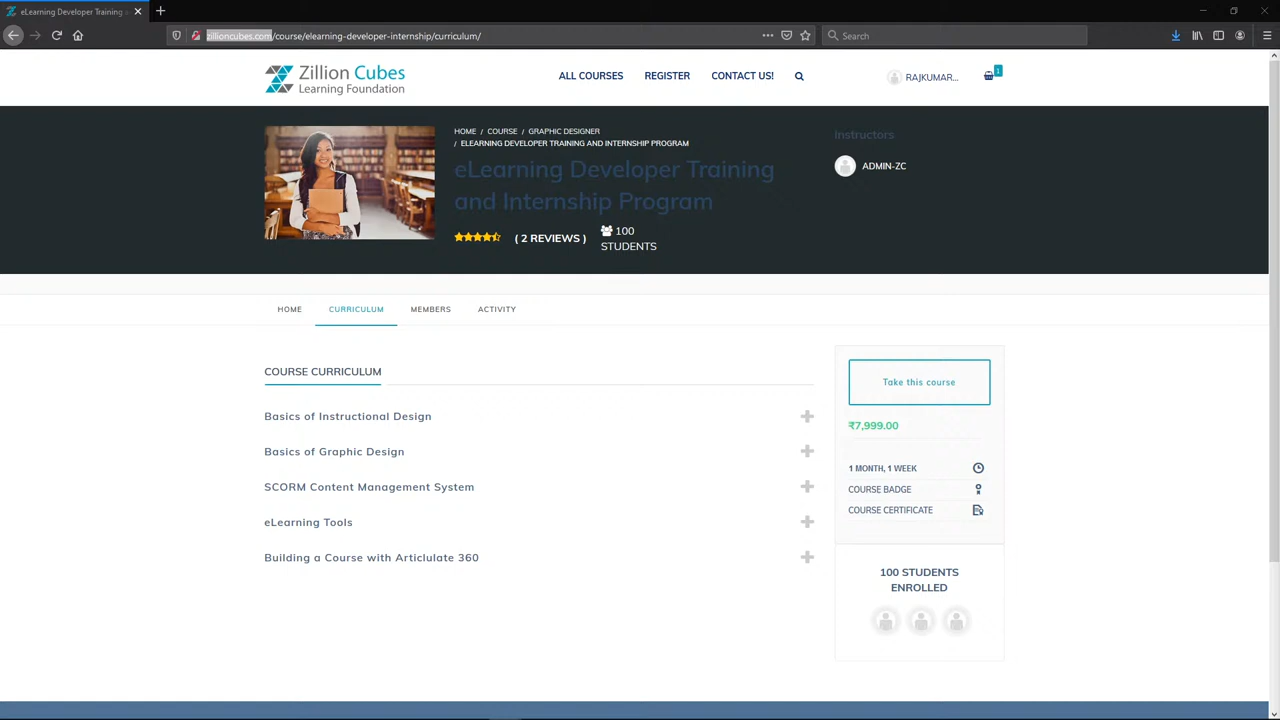 eLearning Developer Training a
zillioncubes.com/course/elearning-developer-internship/curriculum/
Search
Zillion Cubes
Learning Foundation
ALL COURSES
REGISTER
CONTACT US!
RAJKUMAR...
1
HOME / COURSE / GRAPHIC DESIGNER
/ ELEARNING DEVELOPER TRAINING AND INTERNSHIP PROGRAM
eLearning Developer Training
and Internship Program
( 2 REVIEWS )
100
STUDENTS
Instructors
ADMIN-ZC
HOME
CURRICULUM
MEMBERS
ACTIVITY
COURSE CURRICULUM
Basics of Instructional Design
Basics of Graphic Design
SCORM Content Management System
eLearning Tools
Building a Course with Articlulate 360
Take this course
₹7,999.00
1 MONTH, 1 WEEK
COURSE BADGE
COURSE CERTIFICATE
100 STUDENTS
ENROLLED